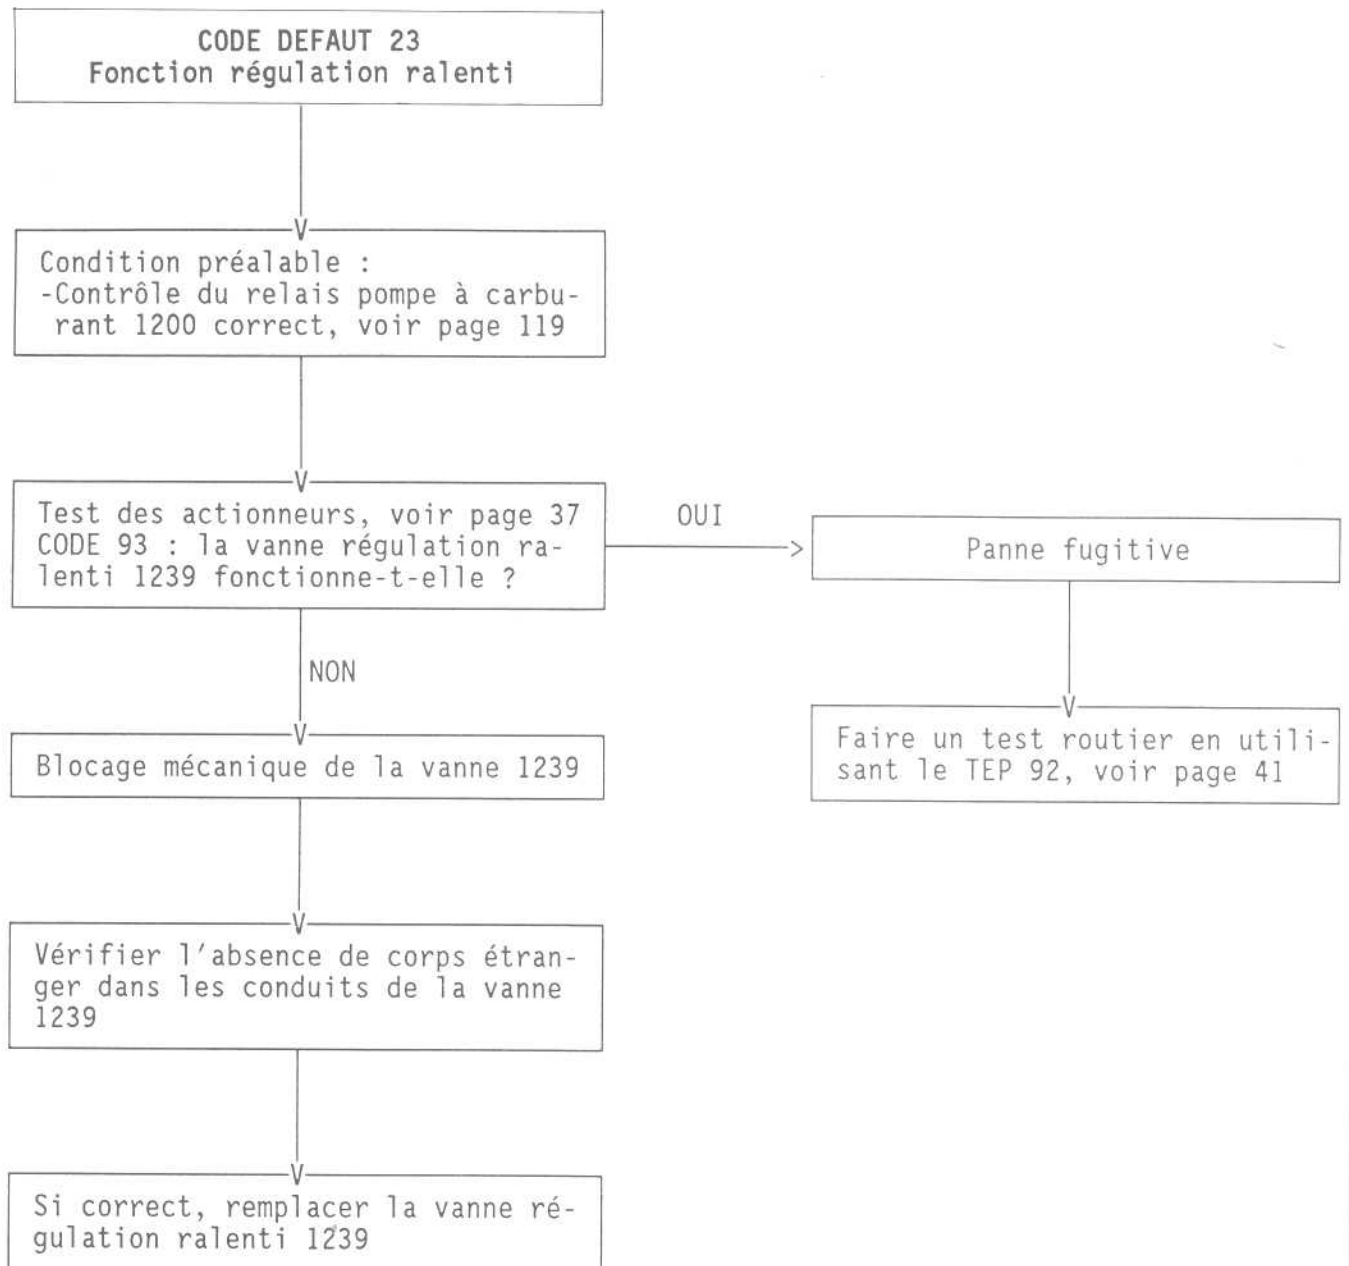 CODE DEFAUT 23
Fonction régulation ralenti
Condition préalable :
-Contrôle du relais pompe à carbu-
rant 1200 correct, voir page 119
Test des actionneurs, voir page 37
CODE 93 : la vanne régulation ra-
lenti 1239 fonctionne-t-elle ?
OUI
Panne fugitive
NON
Faire un test routier en utili-
sant le TEP 92, voir page 41
Blocage mécanique de la vanne 1239
Vérifier l'absence de corps étran-
ger dans les conduits de la vanne
1239
Si correct, remplacer la vanne ré-
gulation ralenti 1239